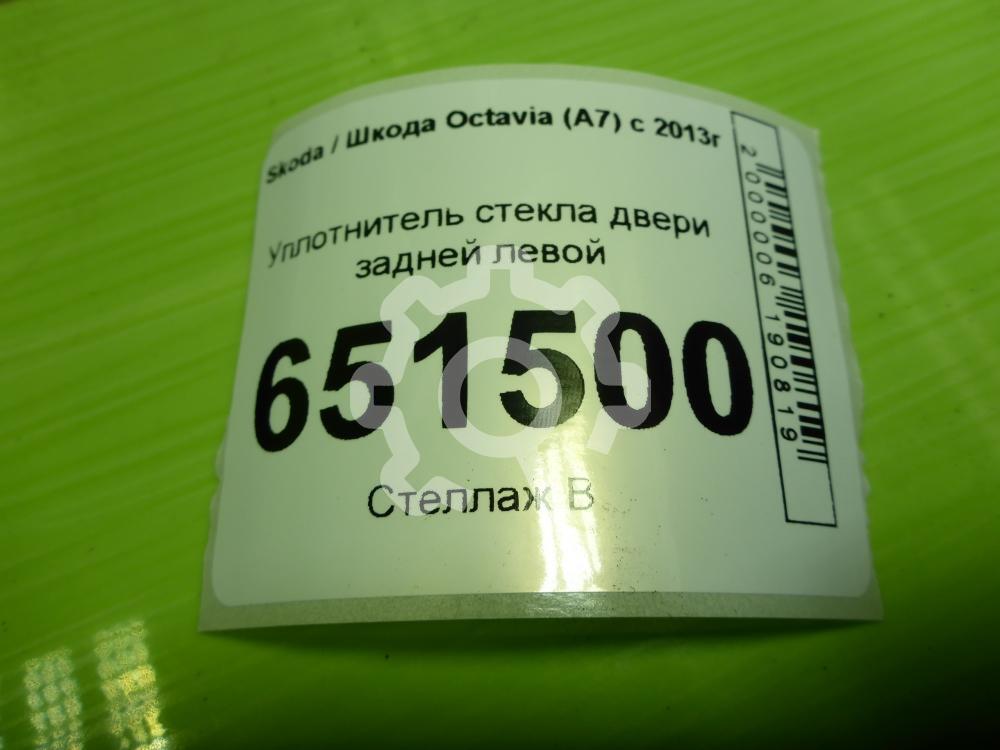 Skoda / Шкода Octavia (A7) с 2013г
Уплотнитель стекла двери
задней левой
651500
Стеллаж В
2000006190819